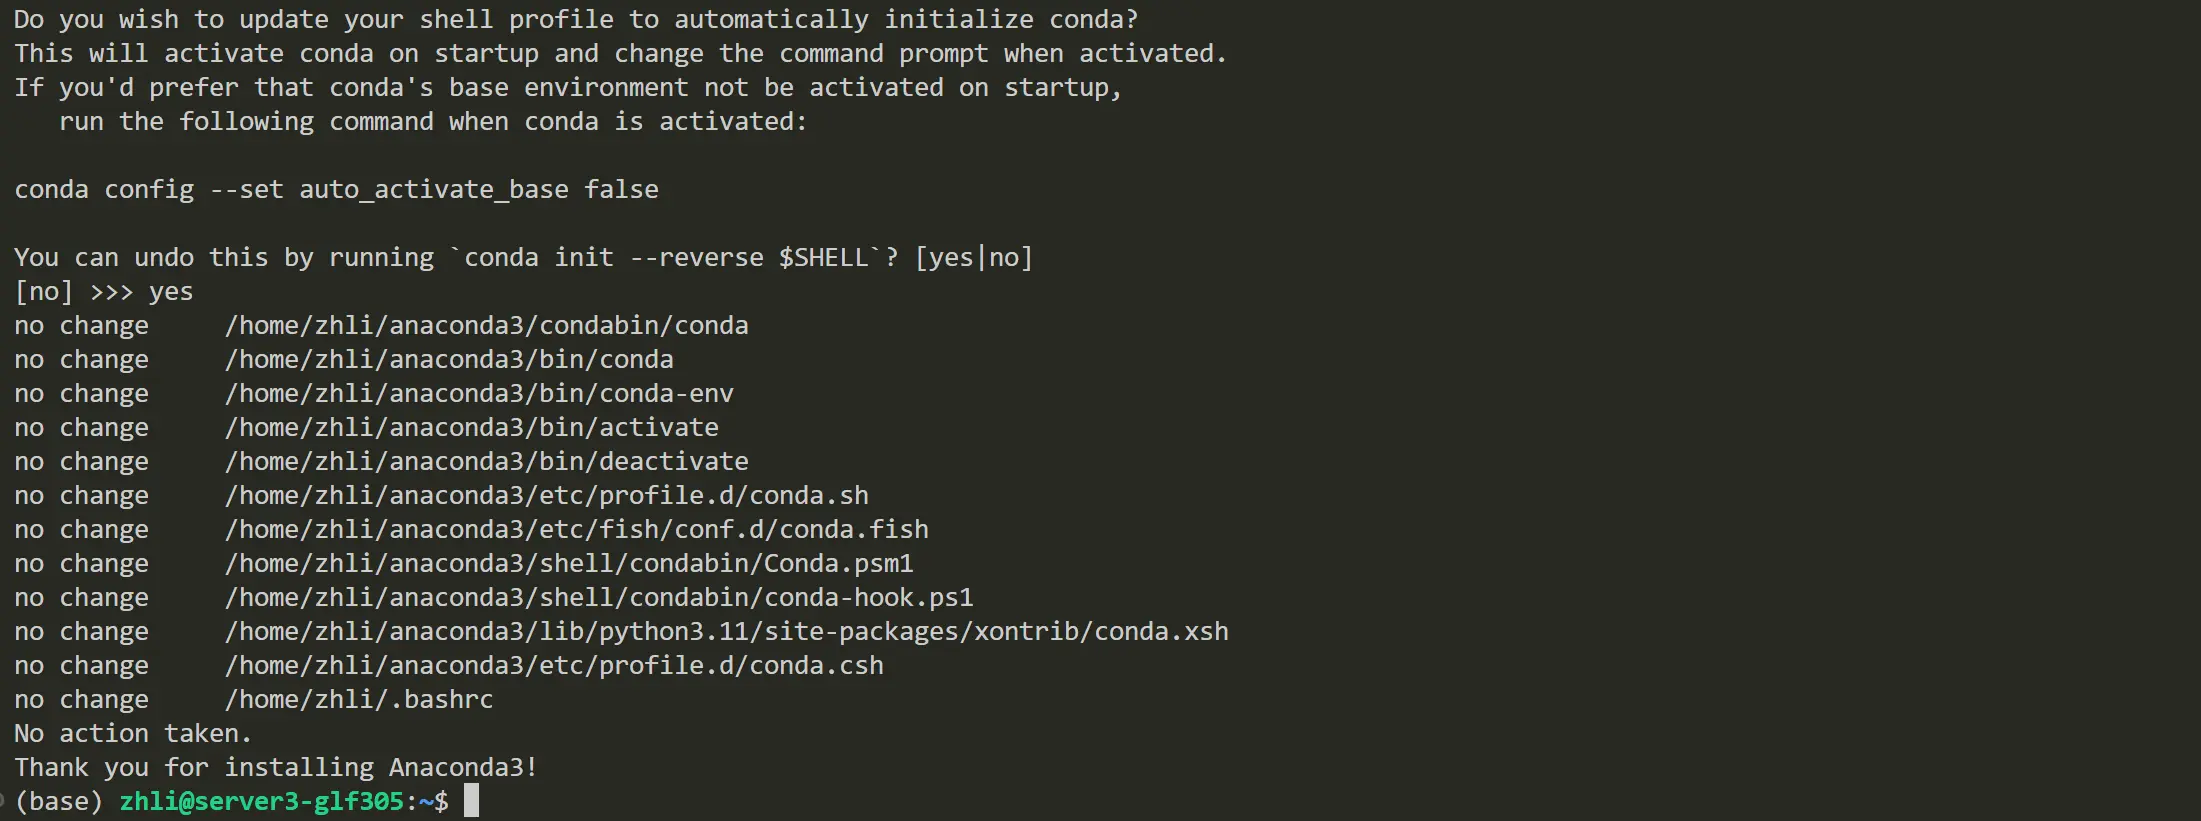 Do you wish to update your shell profile to automatically initialize conda?
This will activate conda on startup and change the command prompt when activated.
If you'd prefer that conda's base environment not be activated on startup,
   run the following command when conda is activated:

conda config --set auto_activate_base false

You can undo this by running `conda init --reverse $SHELL`? [yes|no]
[no] >>> yes
no change     /home/zhli/anaconda3/condabin/conda
no change     /home/zhli/anaconda3/bin/conda
no change     /home/zhli/anaconda3/bin/conda-env
no change     /home/zhli/anaconda3/bin/activate
no change     /home/zhli/anaconda3/bin/deactivate
no change     /home/zhli/anaconda3/etc/profile.d/conda.sh
no change     /home/zhli/anaconda3/etc/fish/conf.d/conda.fish
no change     /home/zhli/anaconda3/shell/condabin/Conda.psm1
no change     /home/zhli/anaconda3/shell/condabin/conda-hook.ps1
no change     /home/zhli/anaconda3/lib/python3.11/site-packages/xontrib/conda.xsh
no change     /home/zhli/anaconda3/etc/profile.d/conda.csh
no change     /home/zhli/.bashrc
No action taken.
Thank you for installing Anaconda3!
(base) zhli@server3-glf305:~$